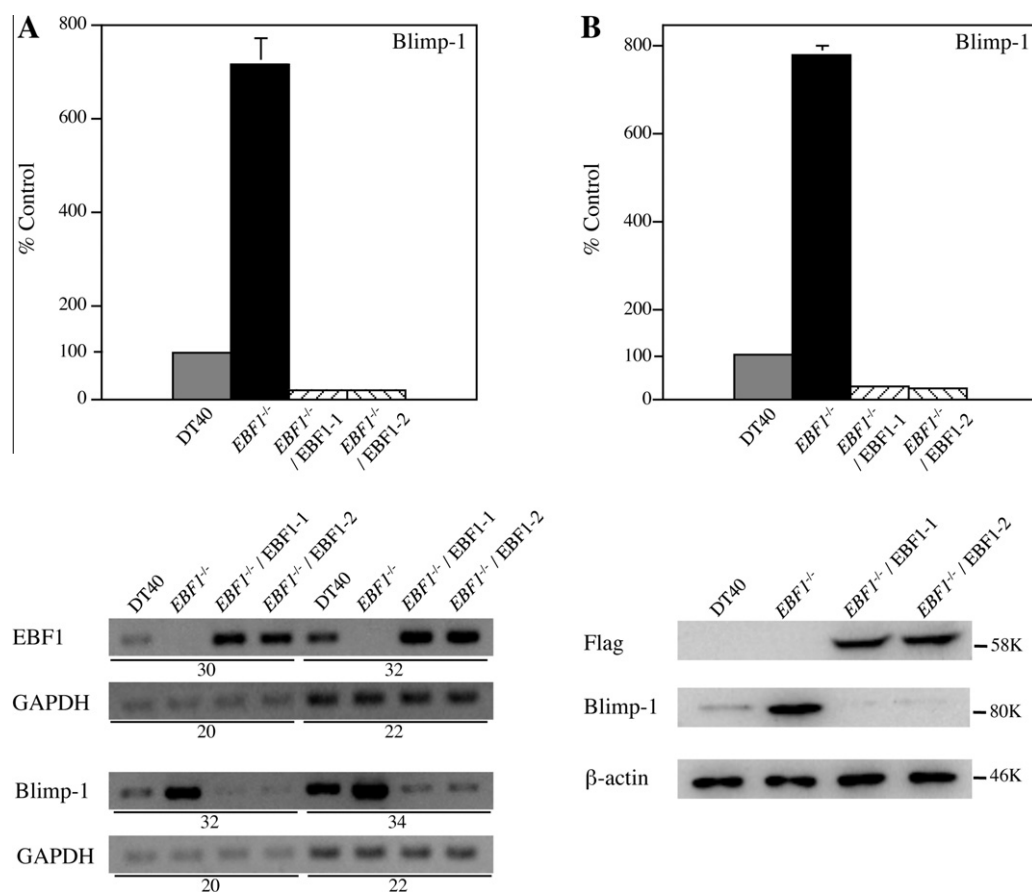 A
Blimp-1
800
600
400
200
100
0
% Control
DT40
EBF1-/-
EBF1-/- / EBF1-1
EBF1-/- / EBF1-2
B
Blimp-1
800
600
400
200
100
0
% Control
DT40
EBF1-/-
EBF1-/- / EBF1-1
EBF1-/- / EBF1-2
DT40
EBF1-/-
EBF1-/- / EBF1-1
EBF1-/- / EBF1-2
DT40
EBF1-/-
EBF1-/- / EBF1-1
EBF1-/- / EBF1-2
EBF1
30 32
GAPDH
20 22
Blimp-1
32 34
GAPDH
20 22
DT40
EBF1-/-
EBF1-/- / EBF1-1
EBF1-/- / EBF1-2
Flag 58K
Blimp-1 80K
β-actin 46K